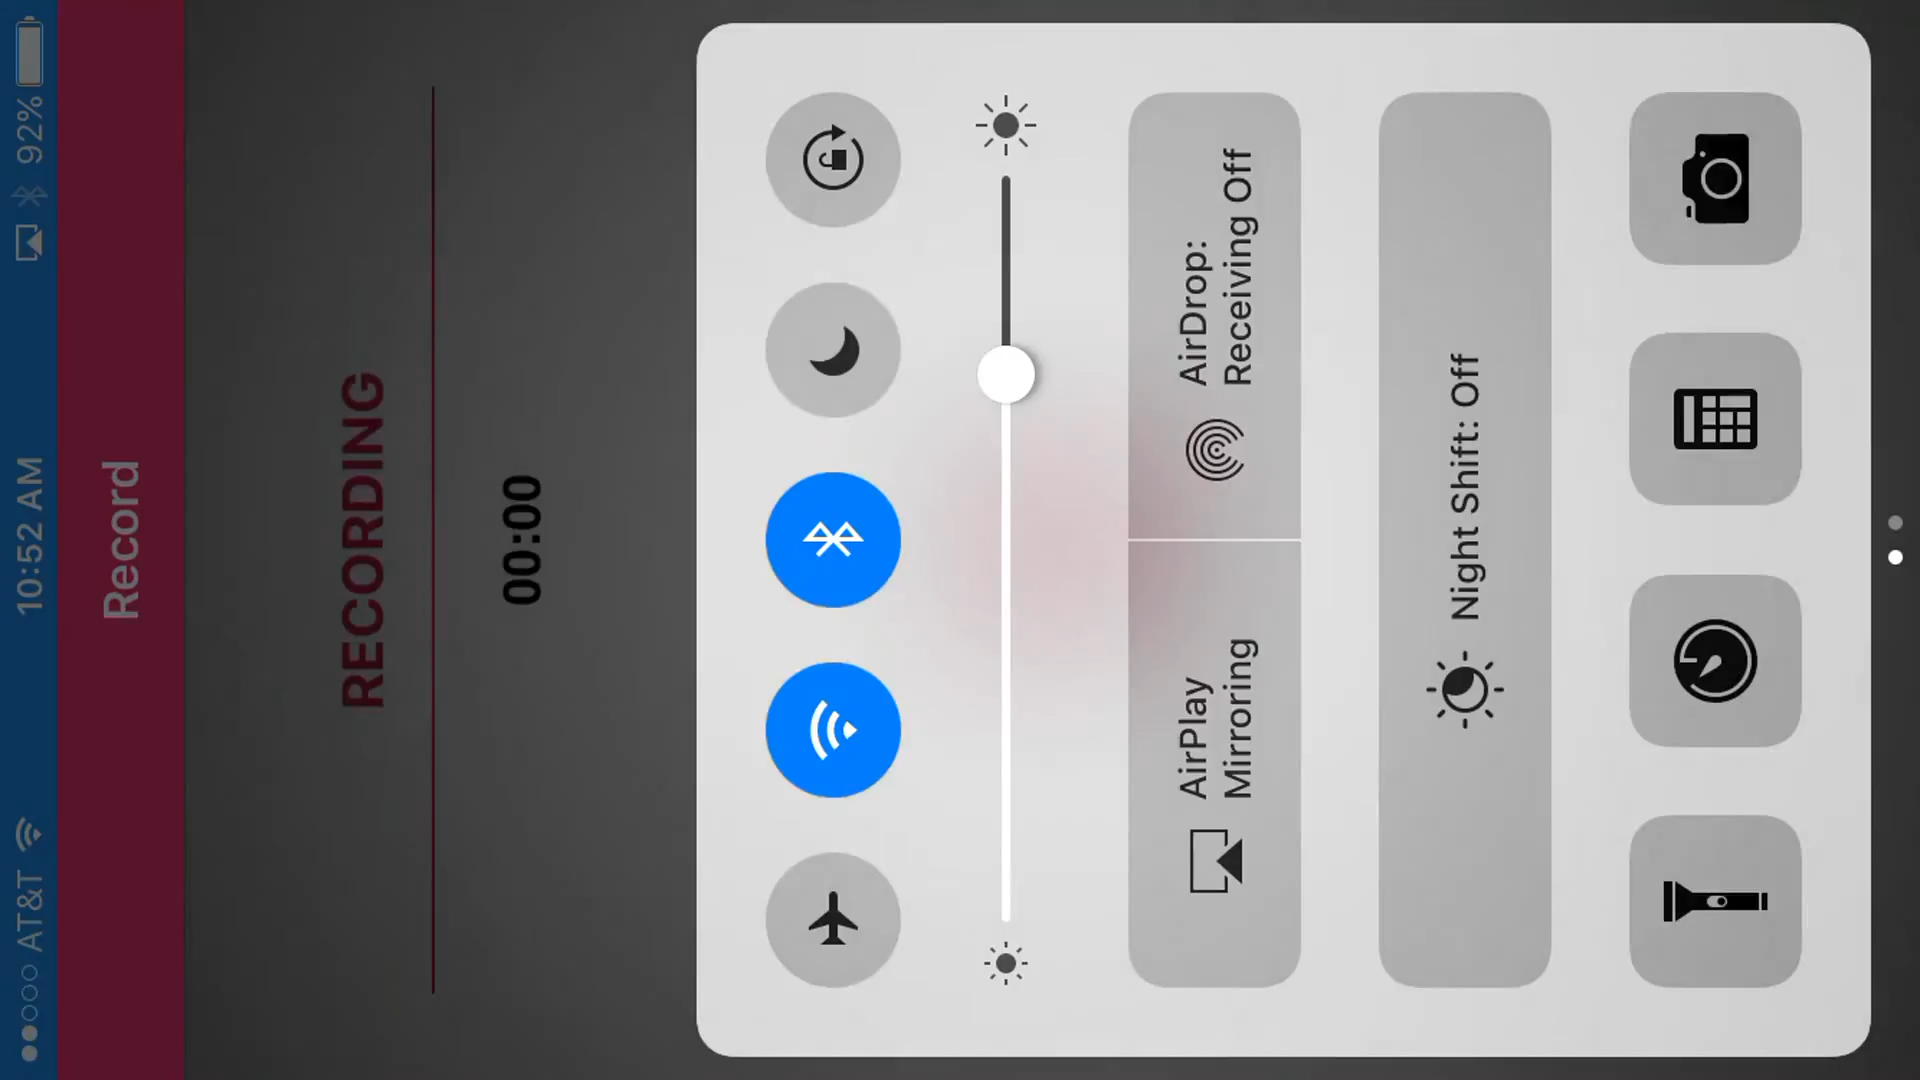 AT&T 10:52 AM 92%
Record
RECORDING
00:00
AirPlay
Mirroring
AirDrop:
Receiving Off
Night Shift: Off